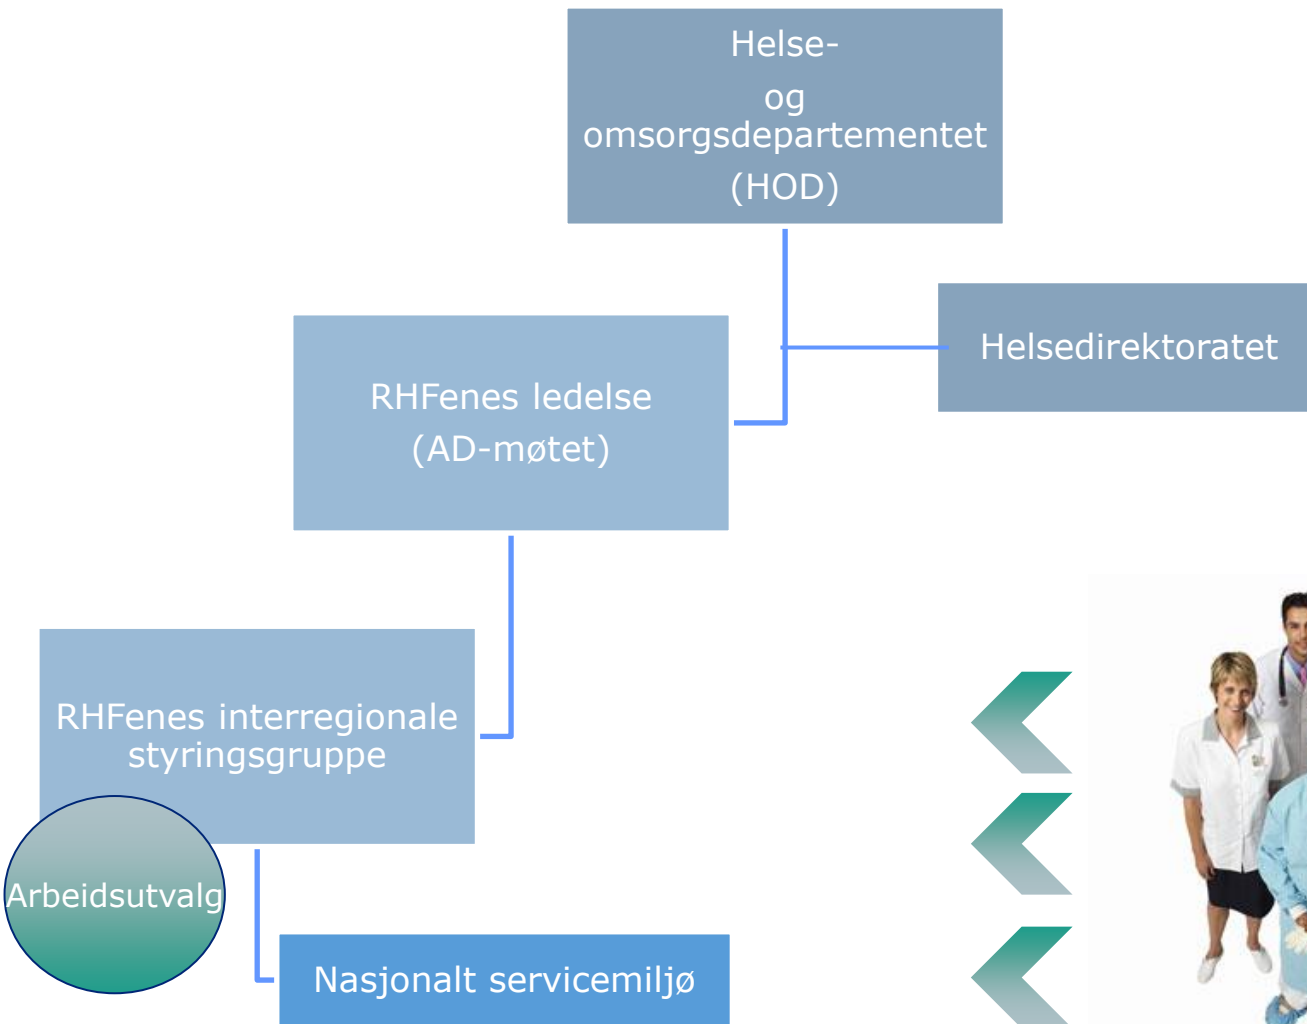 Helse-
og
omsorgsdepartementet
(HOD)
Helsedirektoratet
RHFenes ledelse
(AD-møtet)
RHFenes interregionale
styringsgruppe
Arbeidsutvalg
Nasjonalt servicemiljø